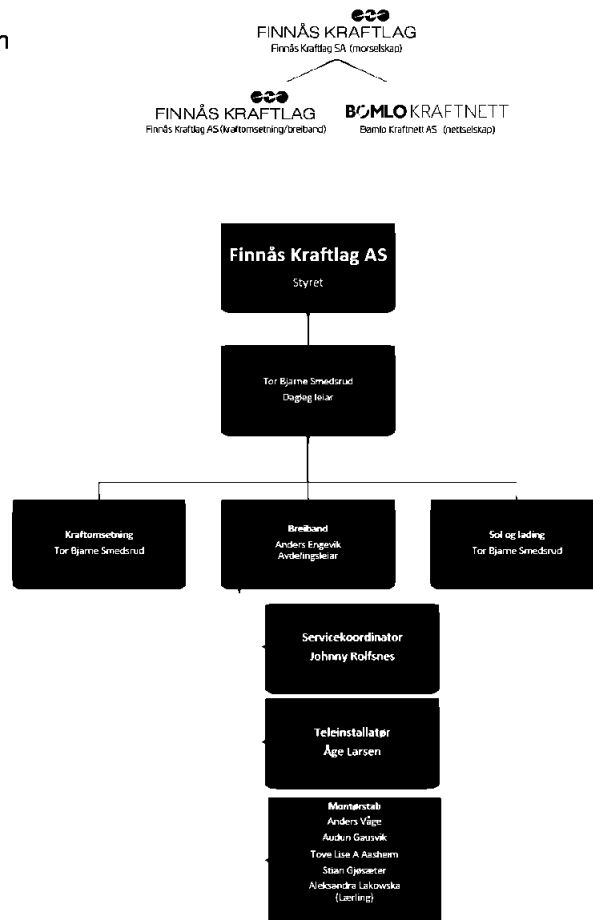 n
FINNÅS KRAFTLAG
Finnås Kraftlag SA (morselskap)
FINNÅS KRAFTLAG
Finnås Kraftlag AS (kraftomsetning/breiband)
BØMLO KRAFTNETT
Bømlo Kraftnett AS (nettselskap)
Finnås Kraftlag AS
Styret
Tor Bjarne Smedsrud
Dagleg leiar
Kraftomsetning
Tor Bjarne Smedsrud
Breiband
Anders Engevik
Avdelingsleiar
Sol og lading
Tor Bjarne Smedsrud
Servicekoordinator
Johnny Rolfsnes
Teleinstallatør
Åge Larsen
Montørstab
Anders Våge
Audun Gausvik
Tove Lise A Aasheim
Stian Gjøsæter
Aleksandra Lakowska
(Lærling)